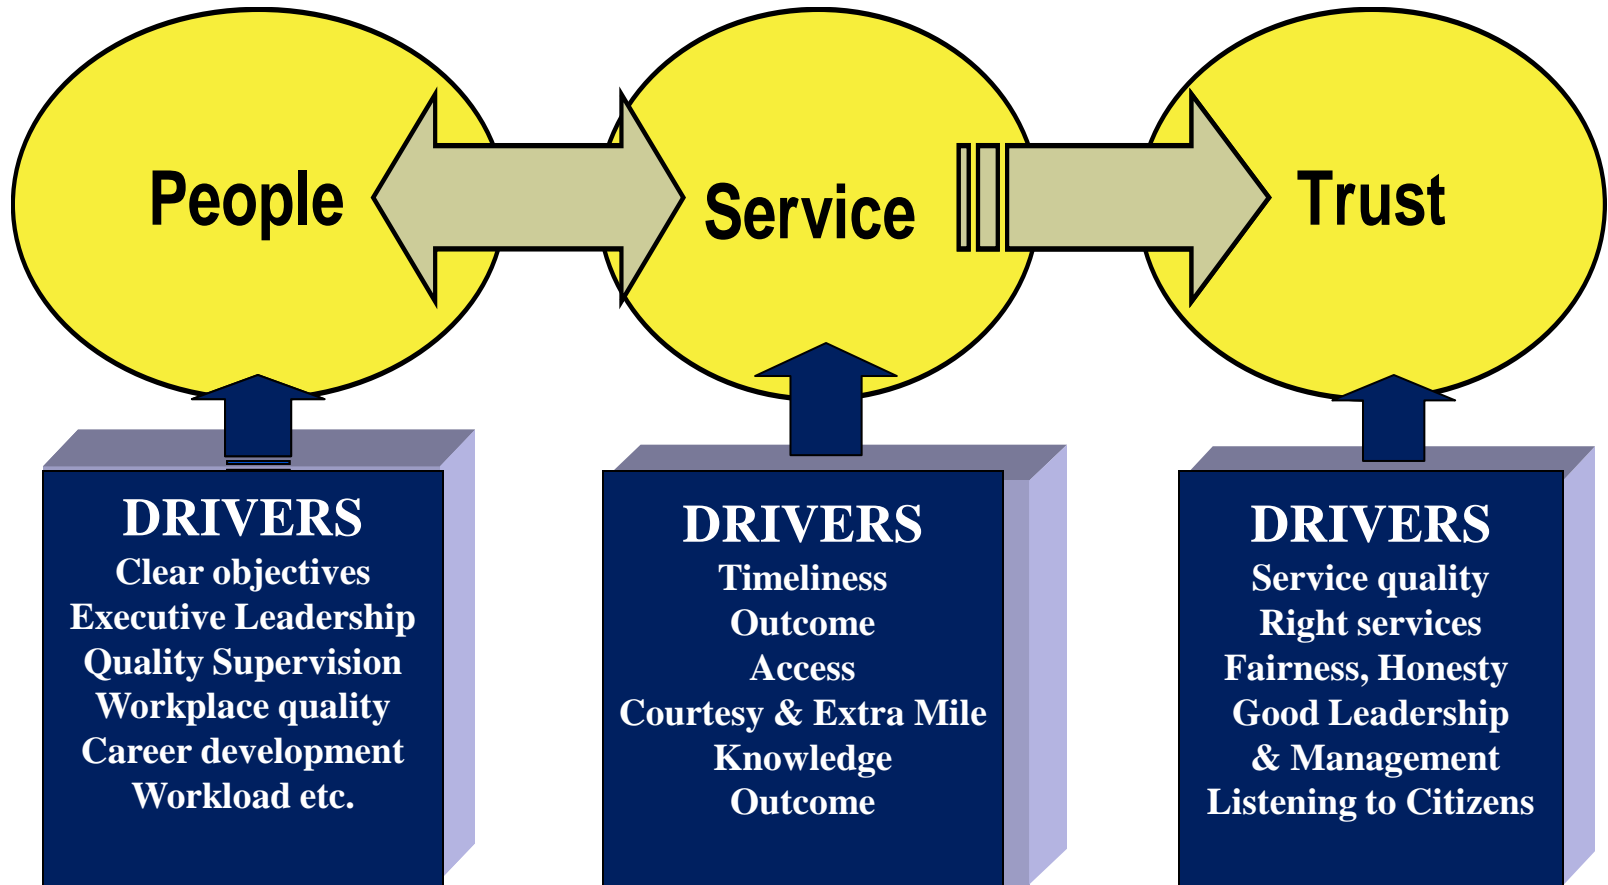 People
Service
Trust
DRIVERS
Clear objectives
Executive Leadership
Quality Supervision
Workplace quality
Career development
Workload etc.
DRIVERS
Timeliness
Outcome
Access
Courtesy & Extra Mile
Knowledge
Outcome
DRIVERS
Service quality
Right services
Fairness, Honesty
Good Leadership
& Management
Listening to Citizens